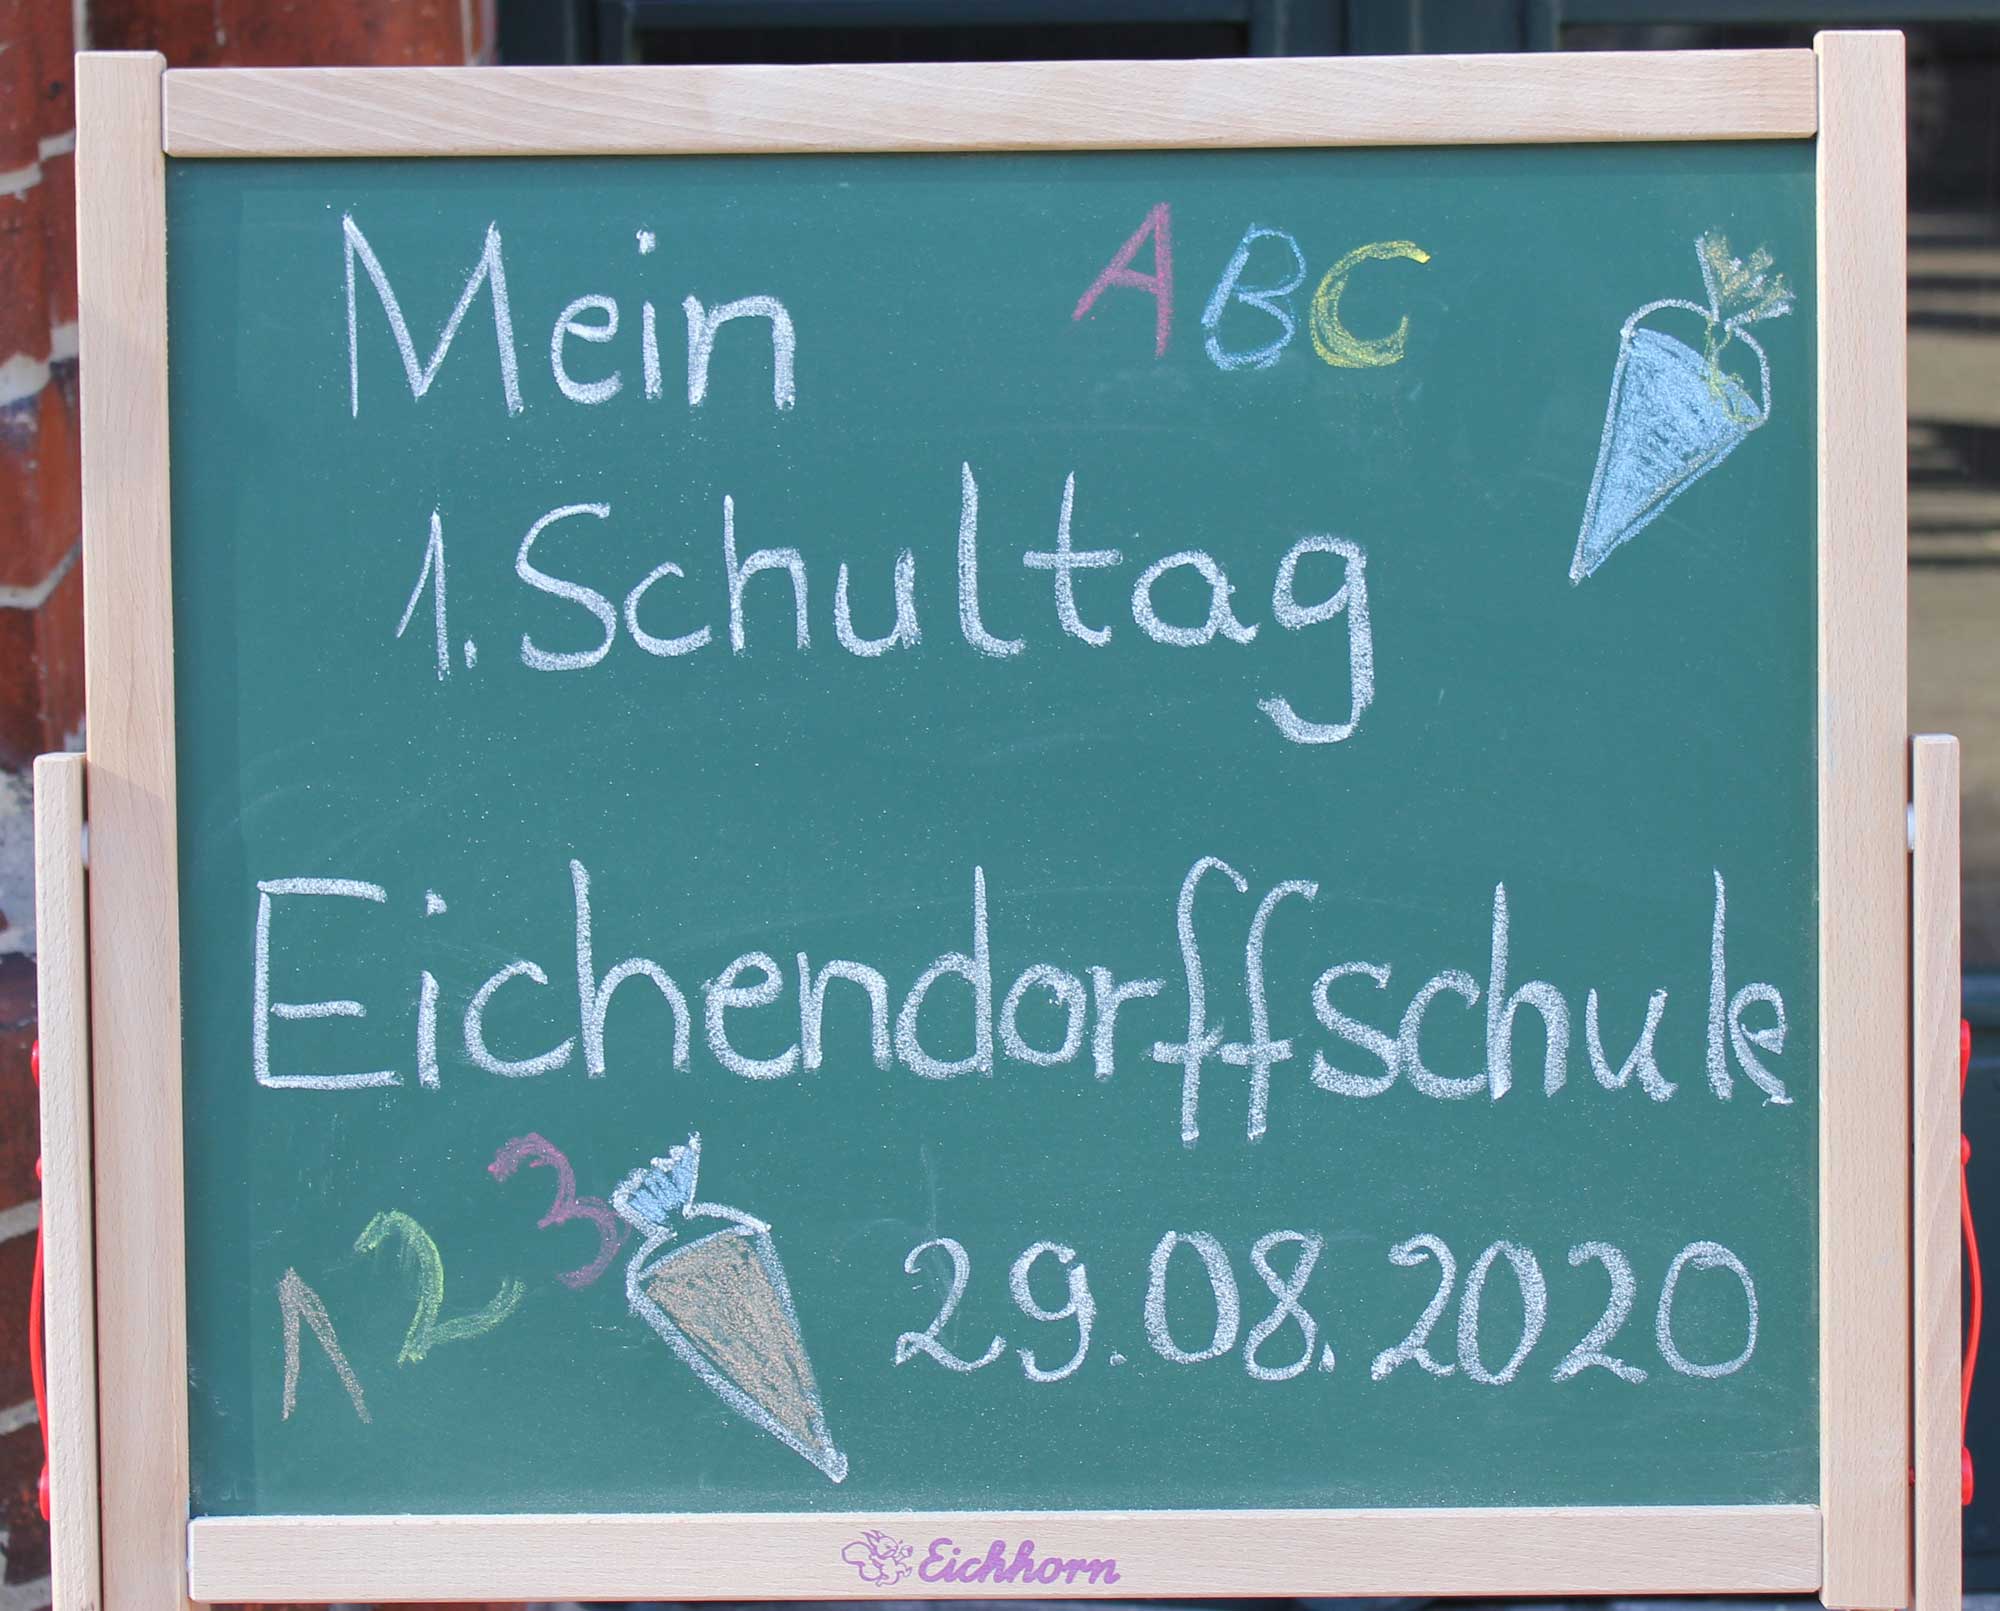 Mein ABC
1. Schultag
Eichendorffschule
123 29.08.2020
Eichhorn